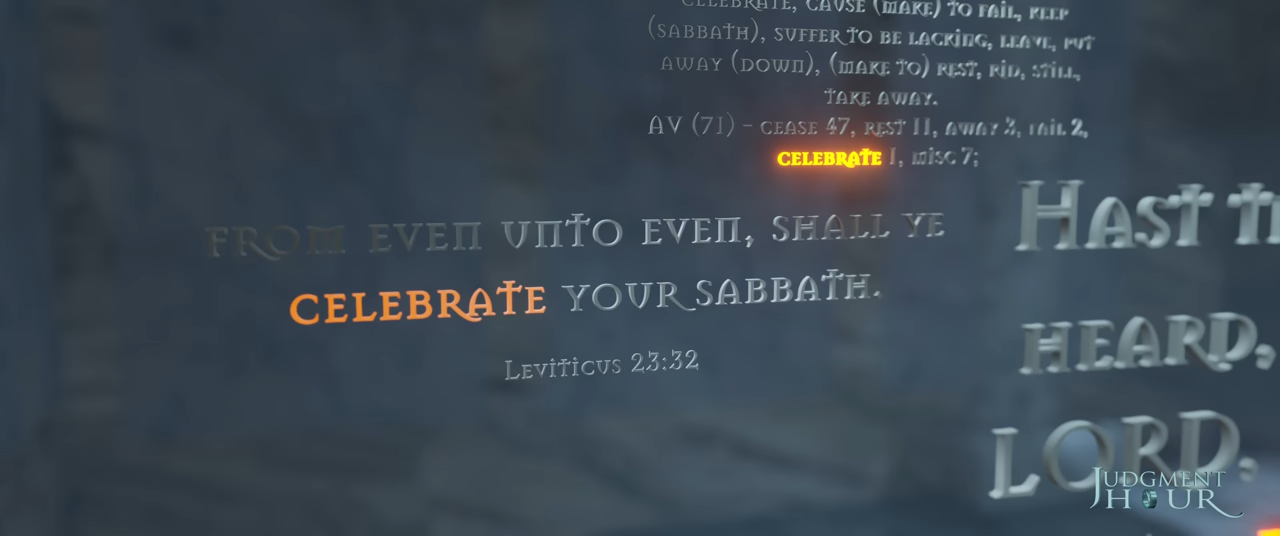 CELEBRATE, CAUSE (MAKE) TO FAIL, KEEP
(SABBATH), SUFFER TO BE LACKING, LEAVE, PUT
AWAY (DOWN), (MAKE TO) REST, RID, STILL,
TAKE AWAY.
AV (71) - CEASE 47, REST 11, AWAY 3, FAIL 2,
CELEBRATE 1, MISC 7;
FROM EVEN UNTO EVEN, SHALL YE
CELEBRATE YOUR SABBATH.
LEVITICUS 23:32
HAST
HEARD,
LORD,
JUDGMENT
HOUR